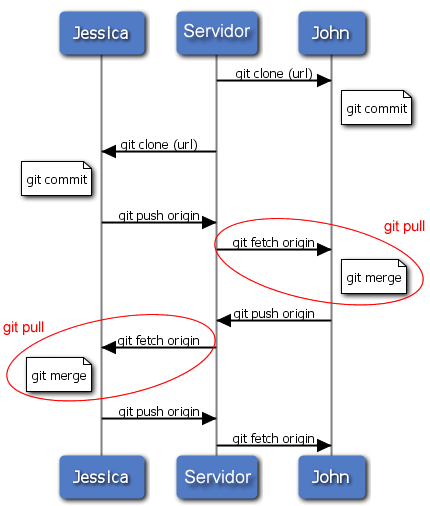 Jessica Servidor John
git clone (url)
git commit
git clone (url)
git commit
git push origin
git pull
git fetch origin
git merge
git push origin
git pull
git fetch origin
git merge
git push origin
git fetch origin
Jessica Servidor John